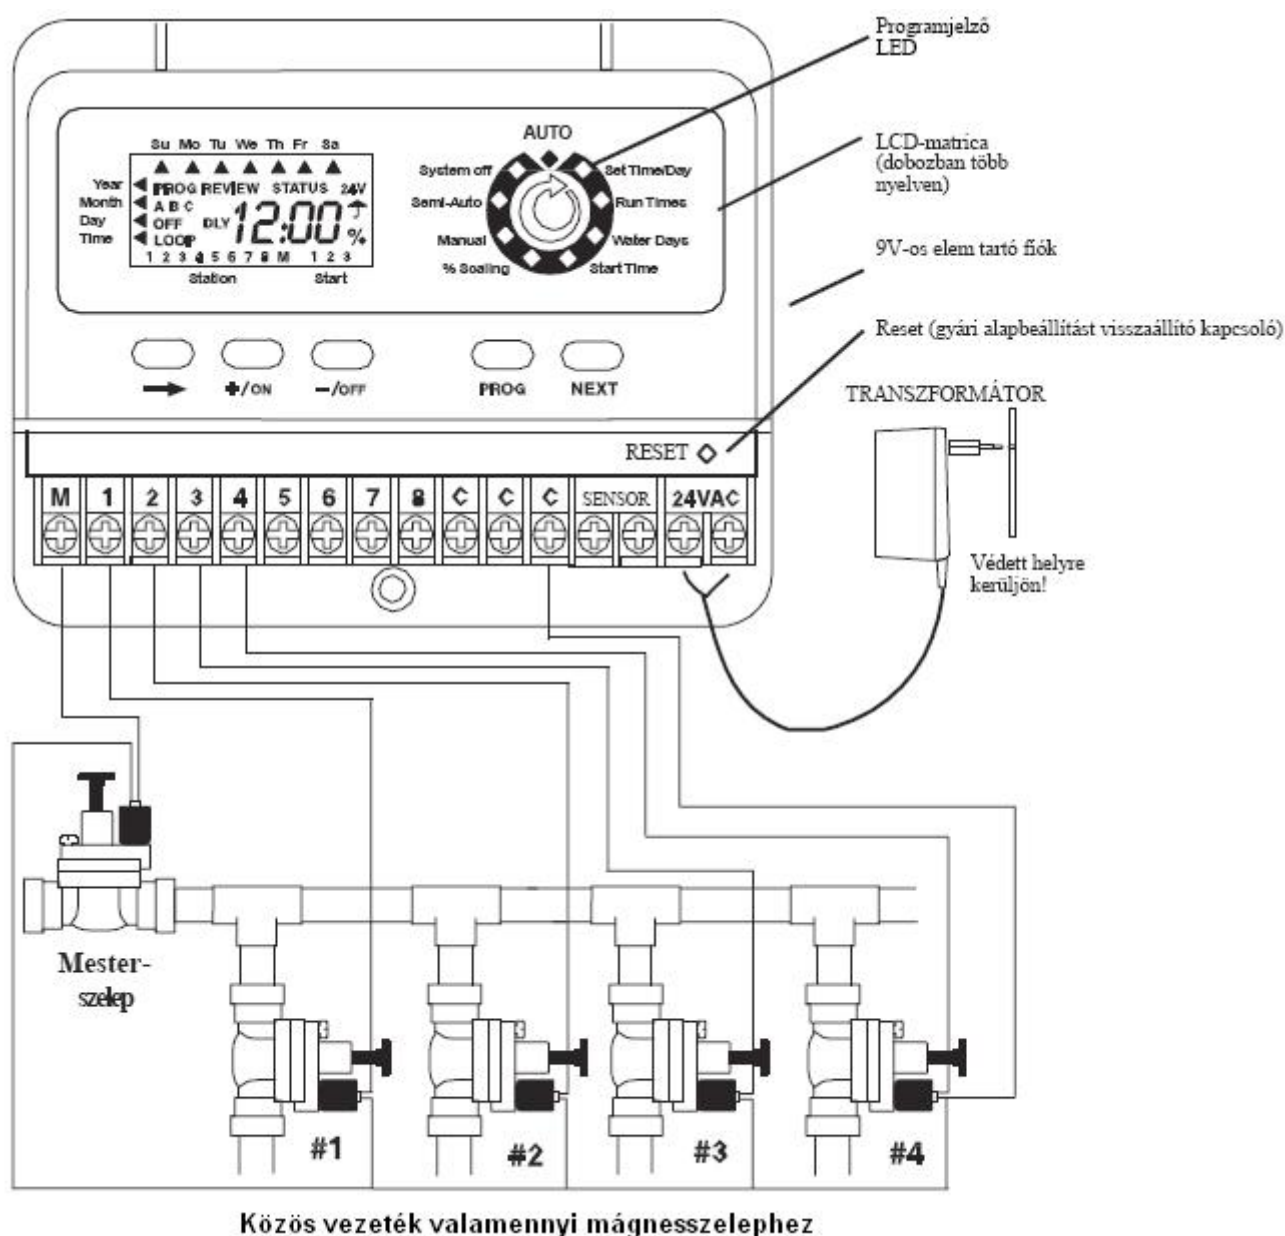 Programjelző
LED
LCD-matrica
(dobozban több
nyelven)
9V-os elem tartó fiók
Reset (gyári alapbeállítást visszaállító kapcsoló)
TRANSZFORMÁTOR
Védett helyre
kerüljön!
Su Mo Tu We Th Fr Sa
Year
Month
Day
Time
PROG REVIEW STATUS 24V
A B C
OFF DLY 12:00 %
LOOP
1 2 3 4 5 6 7 8 M 1 2 3
Station Start
AUTO
System off
Semi-Auto
Manual
% Scaling
Set Time/Day
Run Times
Water Days
Start Time
+/ON -/OFF PROG NEXT
RESET
M 1 2 3 4 5 6 7 8 C C C SENSOR 24VAC
Mester-
szelep
#1 #2 #3 #4
Közös vezeték valamennyi mágnesszelephez